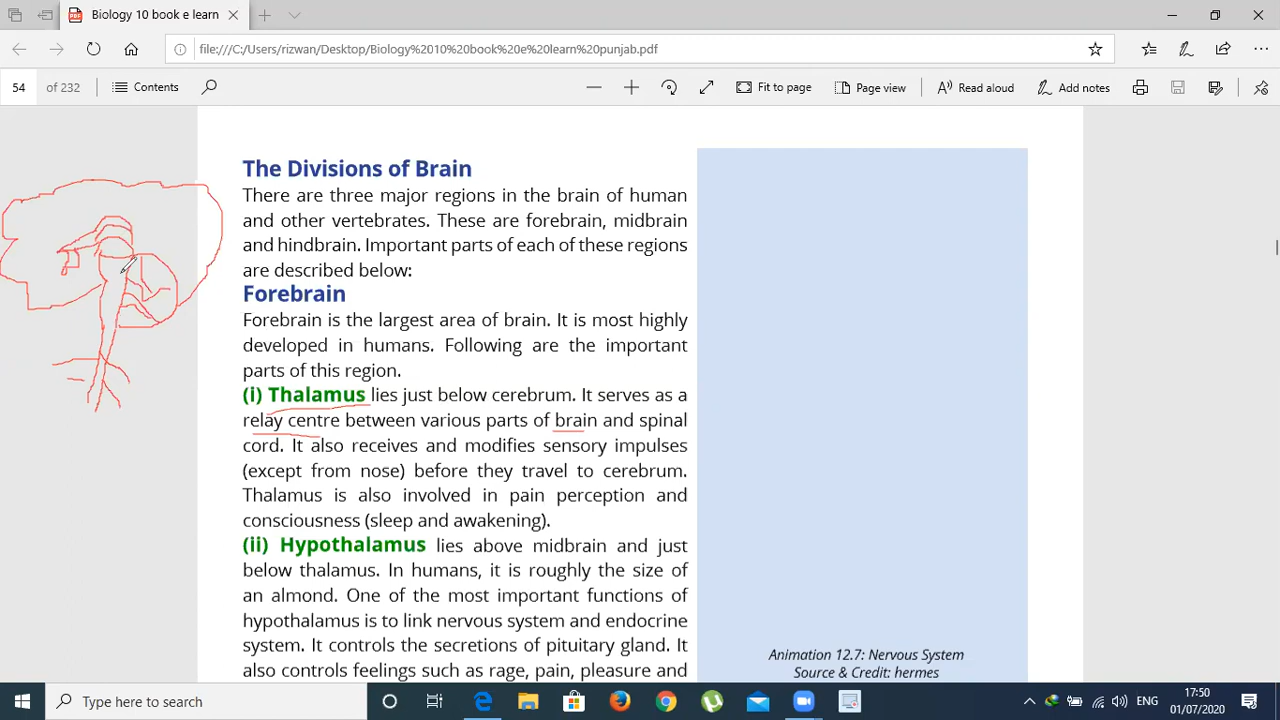 Biology 10 book e learn
file:///C:/Users/rizwan/Desktop/Biology%2010%20book%20e%20learn%20punjab.pdf
54 of 232 Contents Fit to page Page view Read aloud Add notes
The Divisions of Brain
There are three major regions in the brain of human
and other vertebrates. These are forebrain, midbrain
and hindbrain. Important parts of each of these regions
are described below:
Forebrain
Forebrain is the largest area of brain. It is most highly
developed in humans. Following are the important
parts of this region.
(i) Thalamus lies just below cerebrum. It serves as a
relay centre between various parts of brain and spinal
cord. It also receives and modifies sensory impulses
(except from nose) before they travel to cerebrum.
Thalamus is also involved in pain perception and
consciousness (sleep and awakening).
(ii) Hypothalamus lies above midbrain and just
below thalamus. In humans, it is roughly the size of
an almond. One of the most important functions of
hypothalamus is to link nervous system and endocrine
system. It controls the secretions of pituitary gland. It
also controls feelings such as rage, pain, pleasure and
Animation 12.7: Nervous System
Source & Credit: hermes
Type here to search
ENG
17:50
01/07/2020